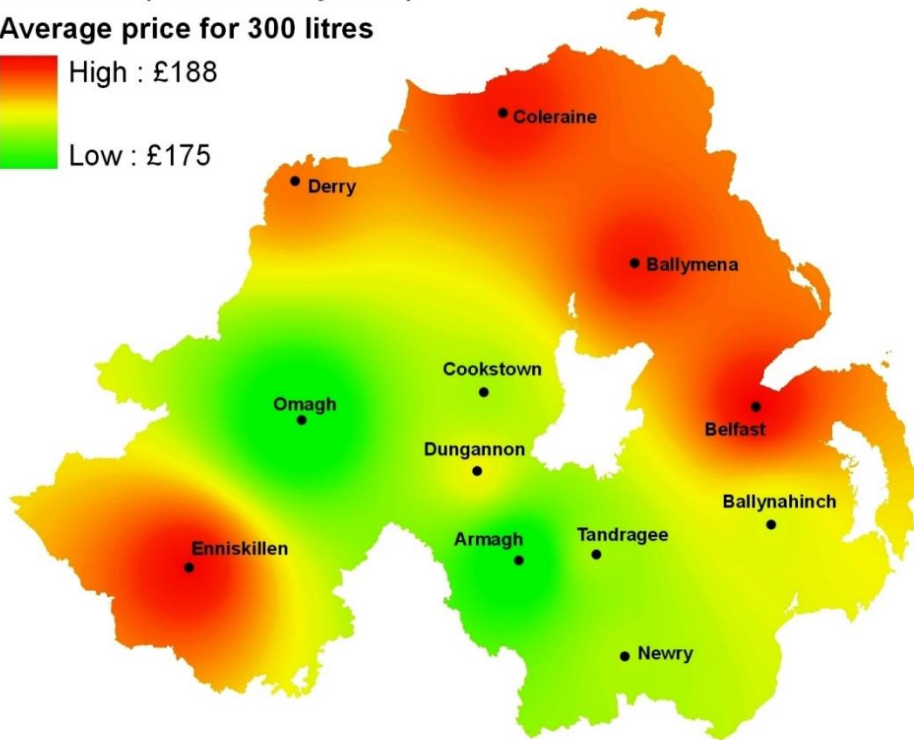 Average price for 300 litres
High : £188
Low : £175
Coleraine
Derry
Ballymena
Cookstown
Omagh
Belfast
Dungannon
Ballynahinch
Armagh
Tandragee
Enniskillen
Newry